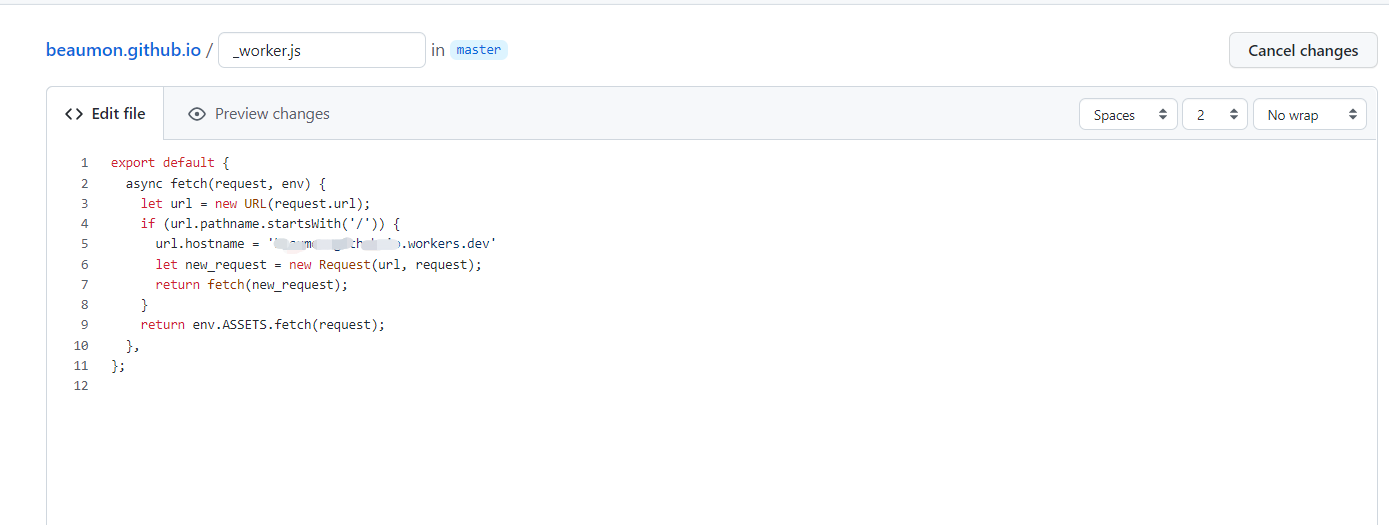 beaumon.github.io / _worker.js in master Cancel changes
<> Edit file Preview changes Spaces 2 No wrap
1 export default {
2   async fetch(request, env) {
3     let url = new URL(request.url);
4     if (url.pathname.startsWith('/')) {
5       url.hostname = '.workers.dev'
6       let new_request = new Request(url, request);
7       return fetch(new_request);
8     }
9     return env.ASSETS.fetch(request);
10   },
11 };
12